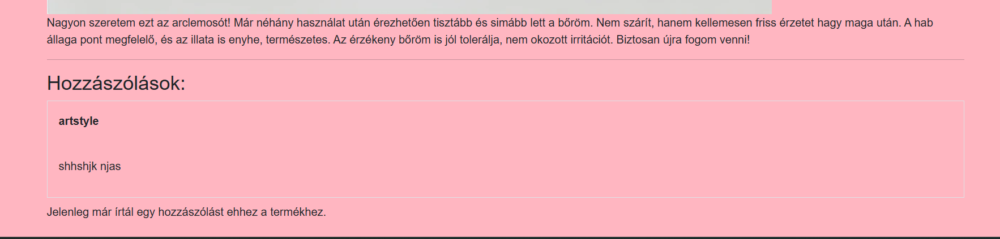 Nagyon szeretem ezt az arclemosót! Már néhány használat után érezhetően tisztább és simább lett a bőröm. Nem szárít, hanem kellemesen friss érzetet hagy maga után. A hab
állaga pont megfelelő, és az illata is enyhe, természetes. Az érzékeny bőröm is jól tolerálja, nem okozott irritációt. Biztosan újra fogom venni!
Hozzászólások:
artstyle
shhshjk njas
Jelenleg már írtál egy hozzászólást ehhez a termékhez.